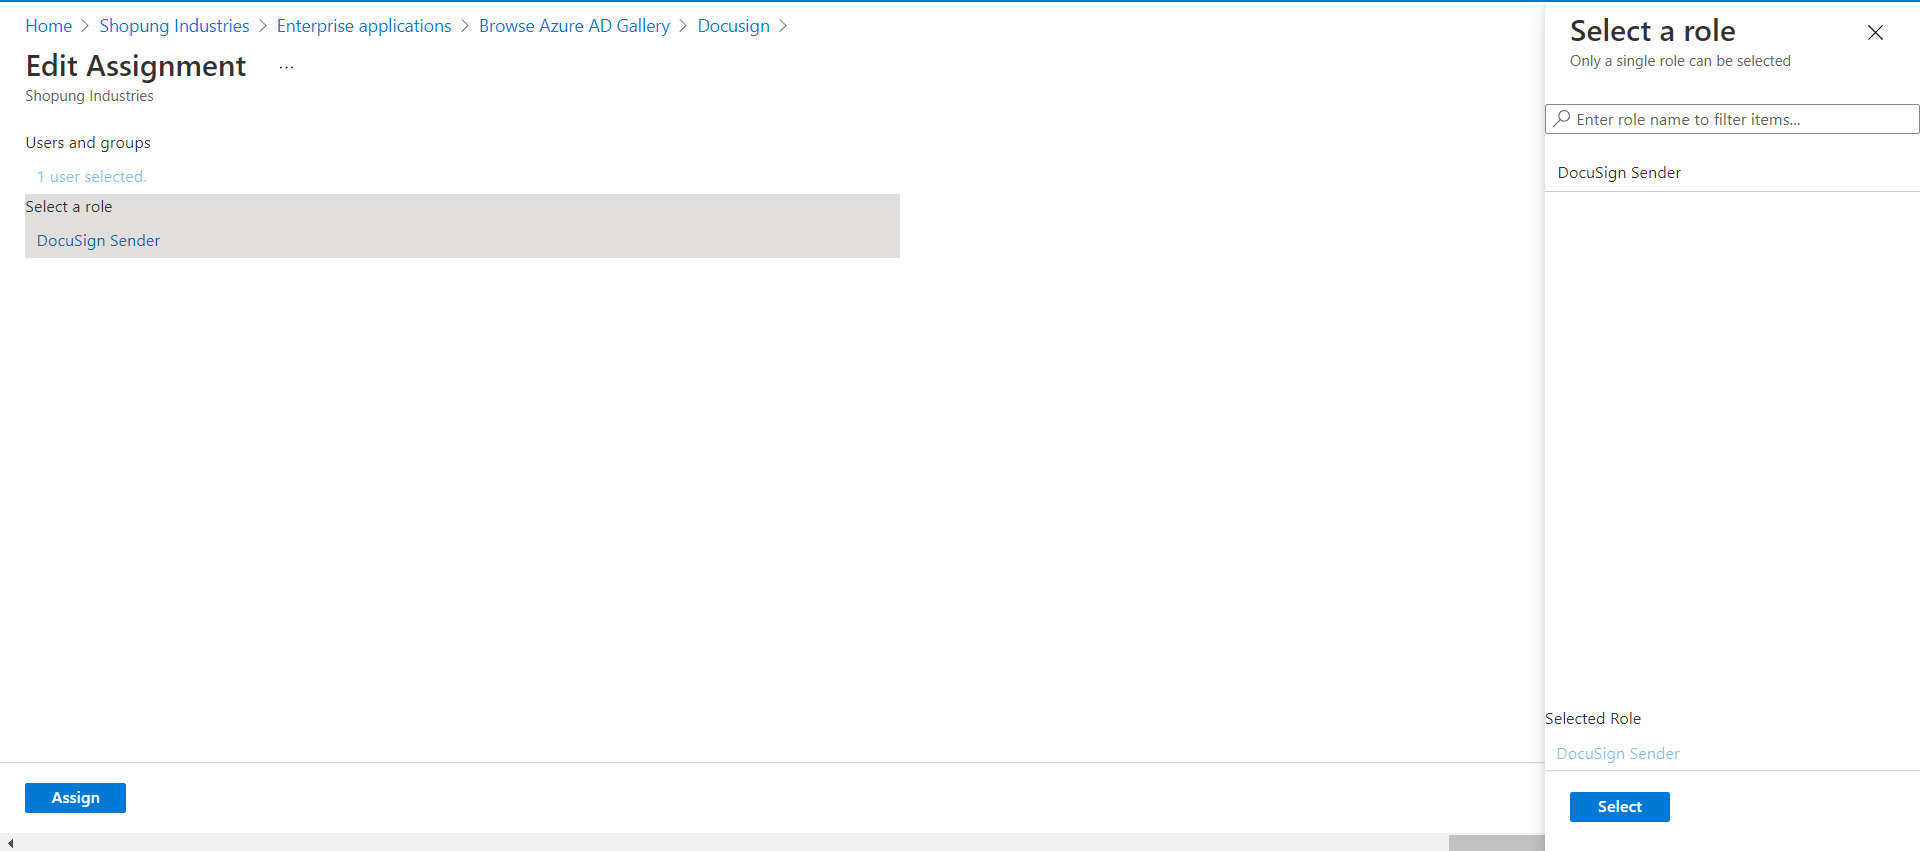 Home > Shopung Industries > Enterprise applications > Browse Azure AD Gallery > Docusign >
Edit Assignment ...
Shopung Industries
Users and groups
1 user selected.
Select a role
DocuSign Sender
Assign
Select a role
Only a single role can be selected
Enter role name to filter items...
DocuSign Sender
Selected Role
DocuSign Sender
Select